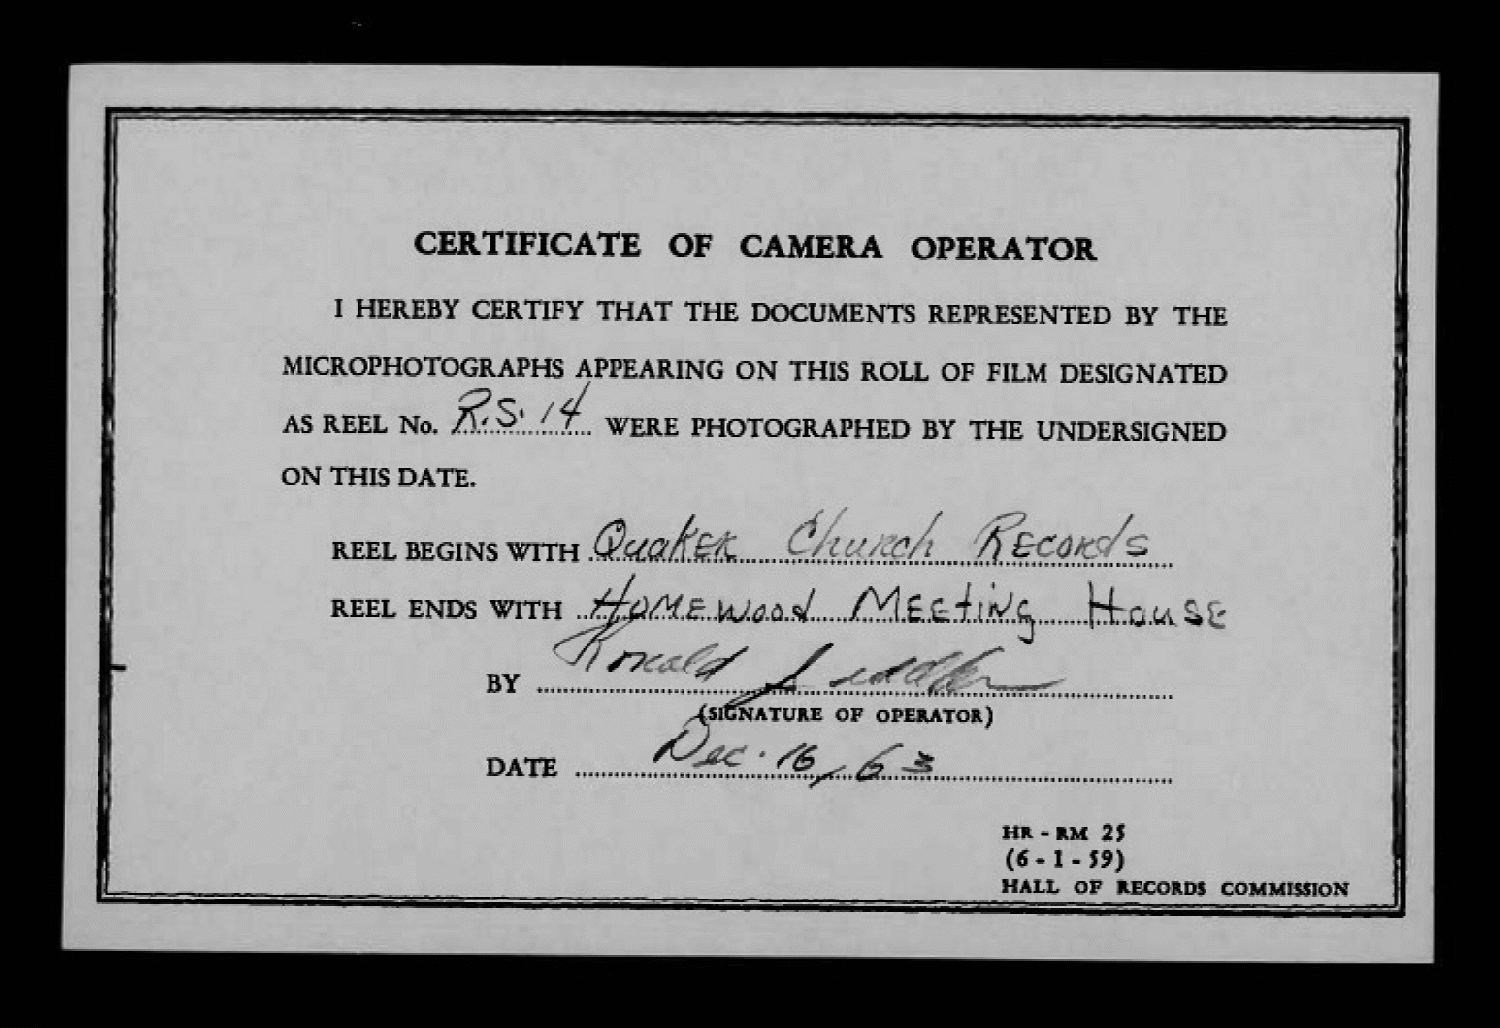 CERTIFICATE OF CAMERA OPERATOR
I HEREBY CERTIFY THAT THE DOCUMENTS REPRESENTED BY THE
MICROPHOTOGRAPHS APPEARING ON THIS ROLL OF FILM DESIGNATED
AS REEL No. R.S. 14 WERE PHOTOGRAPHED BY THE UNDERSIGNED
ON THIS DATE.
REEL BEGINS WITH Quaker Church Records
REEL ENDS WITH Homewood Meeting House
BY Ronald
(SIGNATURE OF OPERATOR)
DATE Dec. 16, 63
HR - RM 25
(6 - 1 - 59)
HALL OF RECORDS COMMISSION